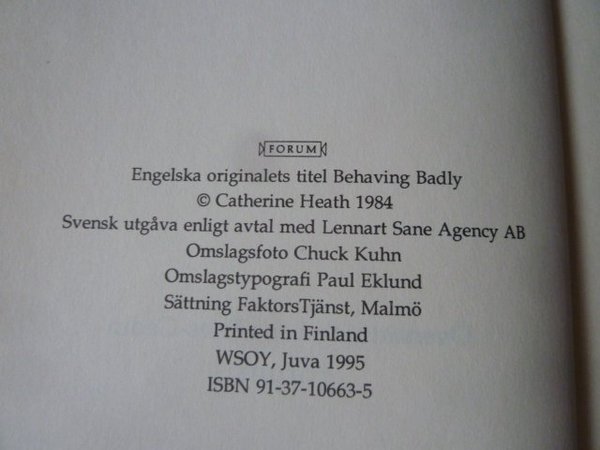 FORUM
Engelska originalets titel Behaving Badly
© Catherine Heath 1984
Svensk utgåva enligt avtal med Lennart Sane Agency AB
Omslagsfoto Chuck Kuhn
Omslagstypografi Paul Eklund
Sättning FaktorsTjänst, Malmö
Printed in Finland
WSOY, Juva 1995
ISBN 91-37-10663-5